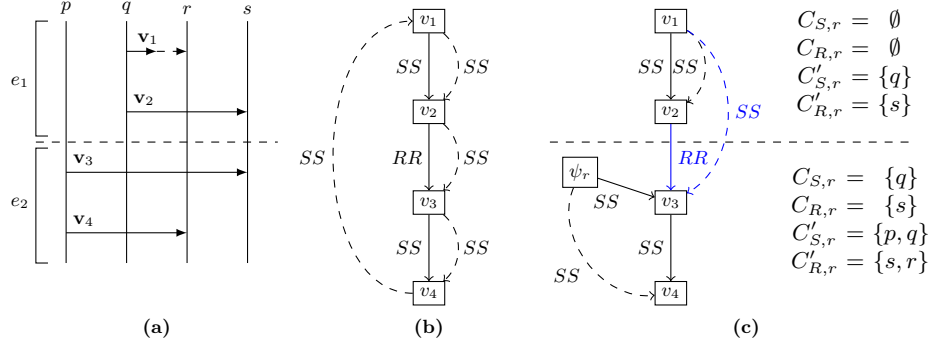 p q r s
e₁
v₁
v₂
e₂
v₃
v₄
(a)
v₁
SS SS
v₂
SS RR SS
v₃
SS SS
v₄
(b)
v₁
SS SS
v₂
SS
RR
ψᵣ
SS
v₃
SS
SS
v₄
(c)
C_{S,r} = ∅
C_{R,r} = ∅
C′_{S,r} = {q}
C′_{R,r} = {s}
C_{S,r} = {q}
C_{R,r} = {s}
C′_{S,r} = {p, q}
C′_{R,r} = {s, r}